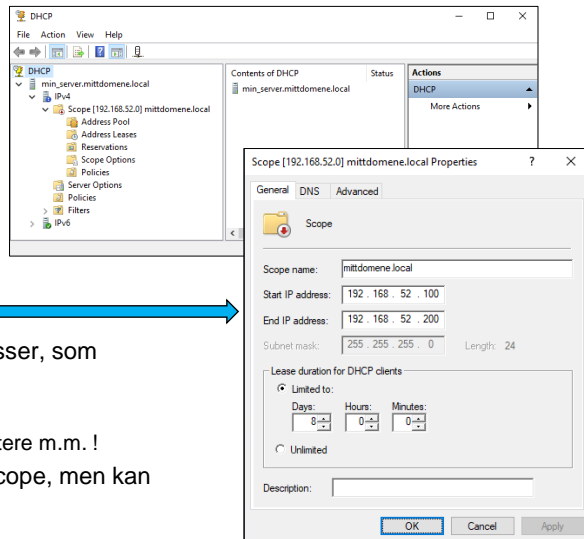 DHCP
File Action View Help
DHCP
min_server.mittdomene.local
IPv4
Scope [192.168.52.0] mittdomene.local
Address Pool
Address Leases
Reservations
Scope Options
Policies
Server Options
Policies
Filters
IPv6
Contents of DHCP Status
min_server.mittdomene.local
Actions
DHCP
More Actions
Scope [192.168.52.0] mittdomene.local Properties ? ×
General DNS Advanced
Scope
Scope name: mittdomene.local
Start IP address: 192 . 168 . 52 . 100
End IP address: 192 . 168 . 52 . 200
Subnet mask: 255 . 255 . 255 . 0 Length: 24
Lease duration for DHCP clients
Limited to:
Days: Hours: Minutes:
8 0 0
Unlimited
Description:
OK Cancel Apply
sser, som
tere m.m. !
cope, men kan